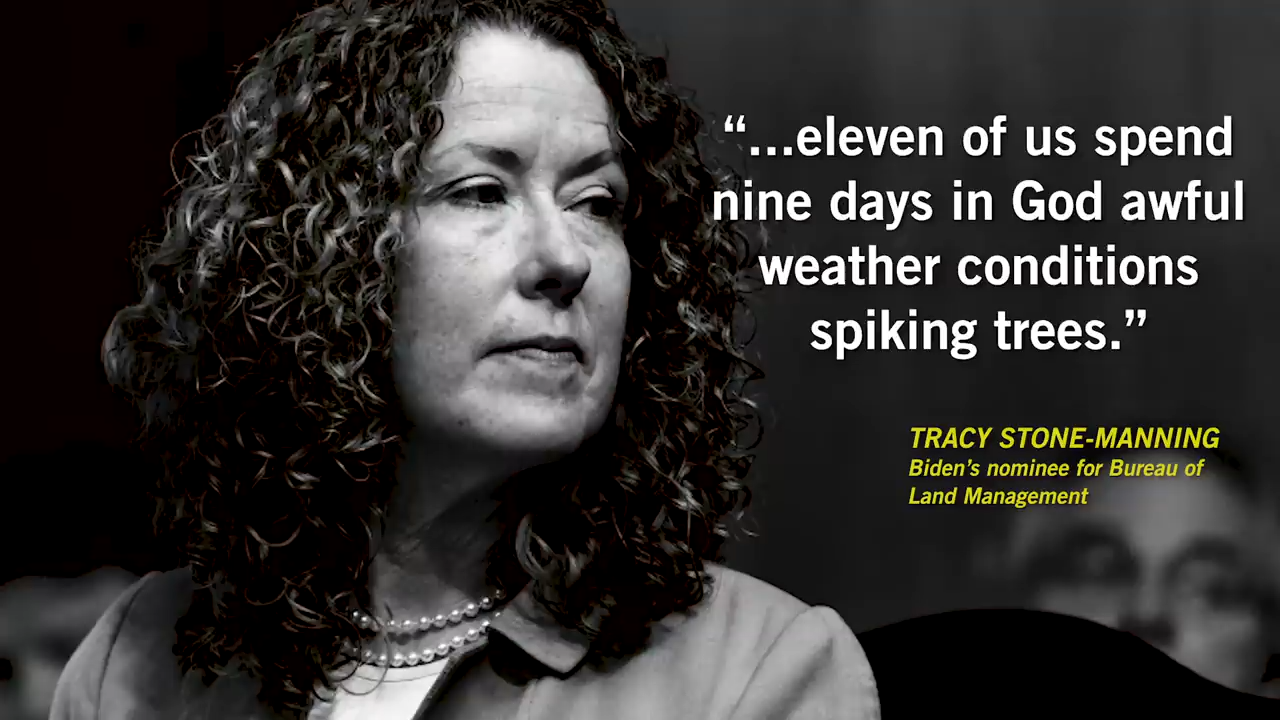 “...eleven of us spend
nine days in God awful
weather conditions
spiking trees.”
TRACY STONE-MANNING
Biden’s nominee for Bureau of
Land Management